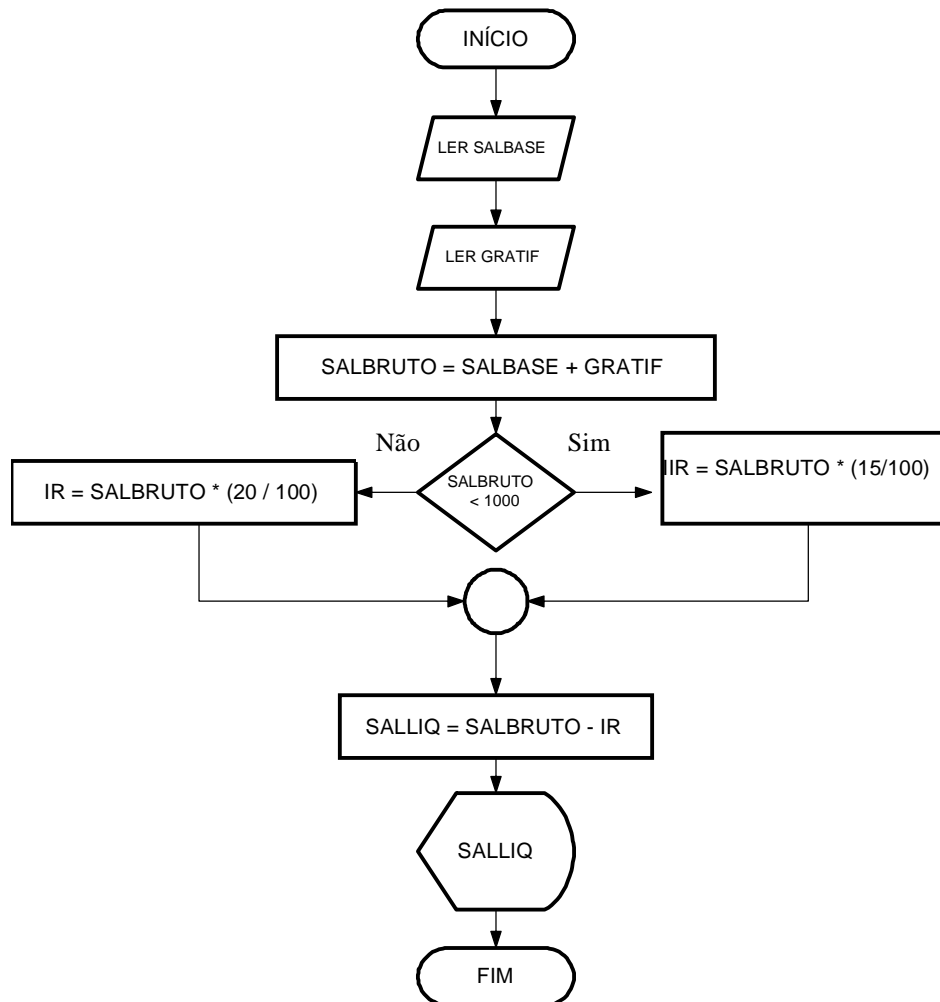 INÍCIO
LER SALBASE
LER GRATIF
SALBRUTO = SALBASE + GRATIF
Não
Sim
IR = SALBRUTO * (20 / 100)
SALBRUTO
< 1000
IIR = SALBRUTO * (15/100)
SALLIQ = SALBRUTO - IR
SALLIQ
FIM